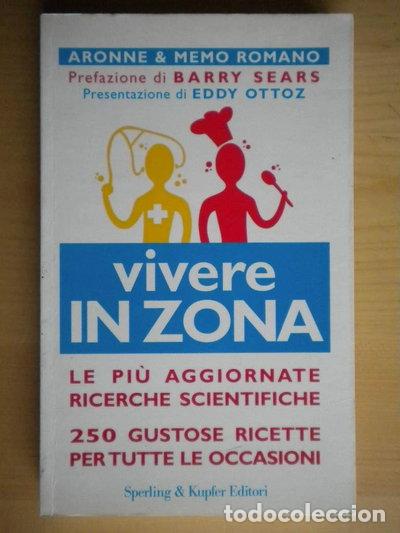 ARONNE & MEMO ROMANO
Prefazione di BARRY SEARS
Presentazione di EDDY OTTOZ
vivere
IN ZONA
LE PIÙ AGGIORNATE
RICERCHE SCIENTIFICHE
250 GUSTOSE RICETTE
PER TUTTE LE OCCASIONI
Sperling & Kupfer Editori
todocoleccion